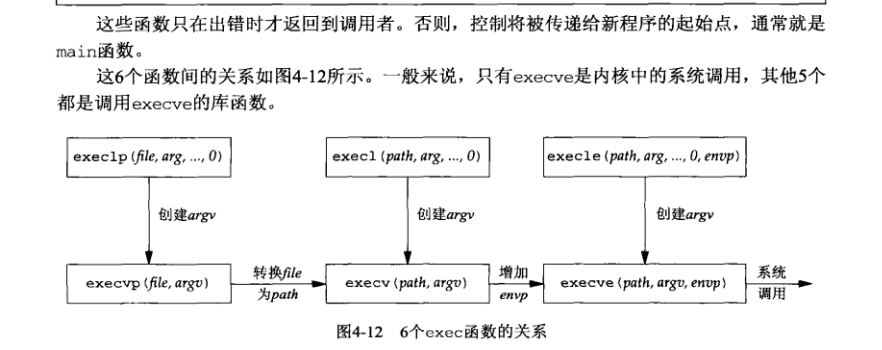 这些函数只在出错时才返回到调用者。否则，控制将被传递给新程序的起始点，通常就是
main函数。
这6个函数间的关系如图4-12所示。一般来说，只有execve是内核中的系统调用，其他5个
都是调用execve的库函数。
execlp(file, arg, ..., 0)
execl(path, arg, ..., 0)
execle(path, arg, ..., 0, envp)
创建argv
创建argv
创建argv
execvp(file, argv)
转换file
为path
execv(path, argv)
增加
envp
execve(path, argv, envp)
系统
调用
图4-12 6个exec函数的关系